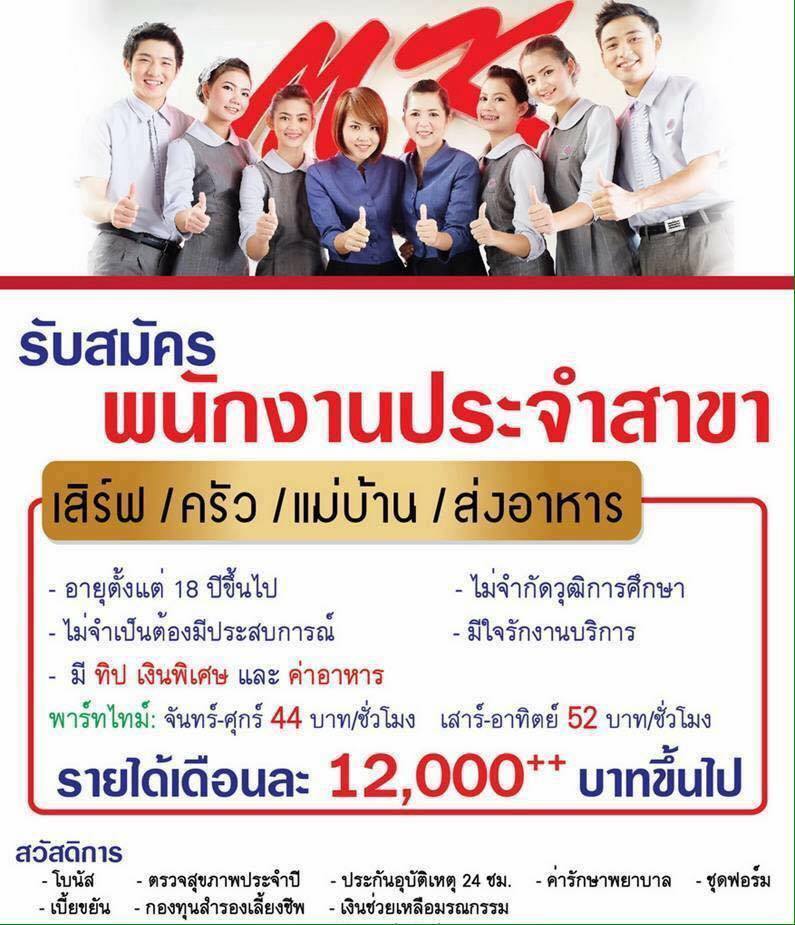 MK
รับสมัคร
พนักงานประจำสาขา
เสิร์ฟ /ครัว /แม่บ้าน /ส่งอาหาร
- อายุตั้งแต่ 18 ปีขึ้นไป - ไม่จำกัดวุฒิการศึกษา
- ไม่จำเป็นต้องมีประสบการณ์ - มีใจรักงานบริการ
- มี ทิป เงินพิเศษ และ ค่าอาหาร
พาร์ทไทม์: จันทร์-ศุกร์ 44 บาท/ชั่วโมง เสาร์-อาทิตย์ 52 บาท/ชั่วโมง
รายได้เดือนละ 12,000++ บาทขึ้นไป
สวัสดิการ
- โบนัส - ตรวจสุขภาพประจำปี - ประกันอุบัติเหตุ 24 ชม. - ค่ารักษาพยาบาล - ชุดฟอร์ม
- เบี้ยขยัน - กองทุนสำรองเลี้ยงชีพ - เงินช่วยเหลือมรณกรรม